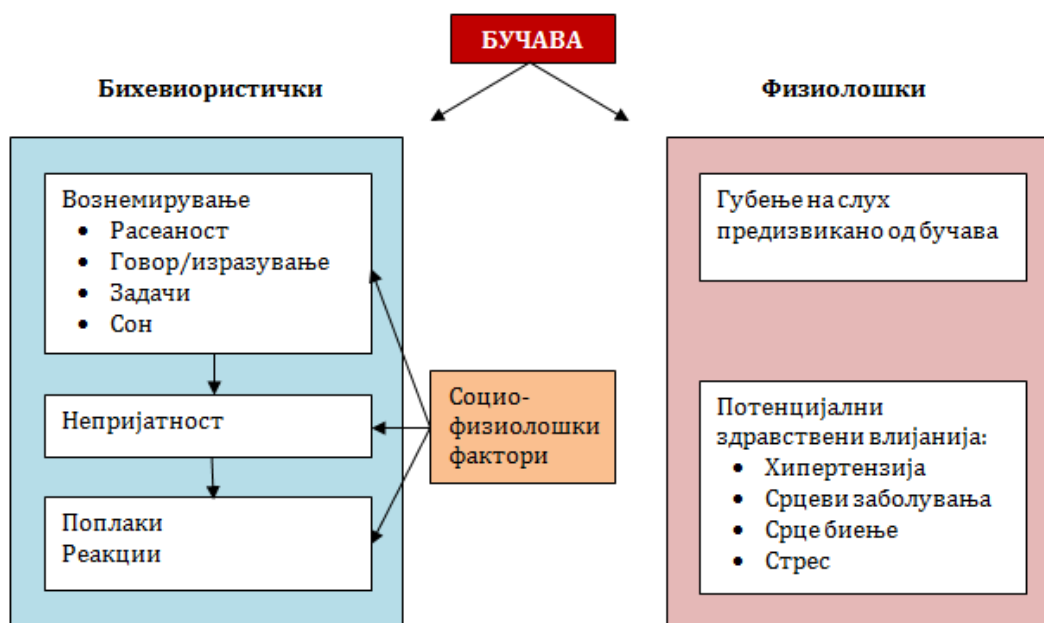 БУЧАВА
Бихевиористички
Вознемирување
• Расеаност
• Говор/изразување
• Задачи
• Сон
Непријатност
Поплаки
Реакции
Социо-
физиолошки
фактори
Физиолошки
Губење на слух
предизвикано од бучава
Потенцијални
здравствени влијанија:
• Хипертензија
• Срцеви заболувања
• Срце биење
• Стрес